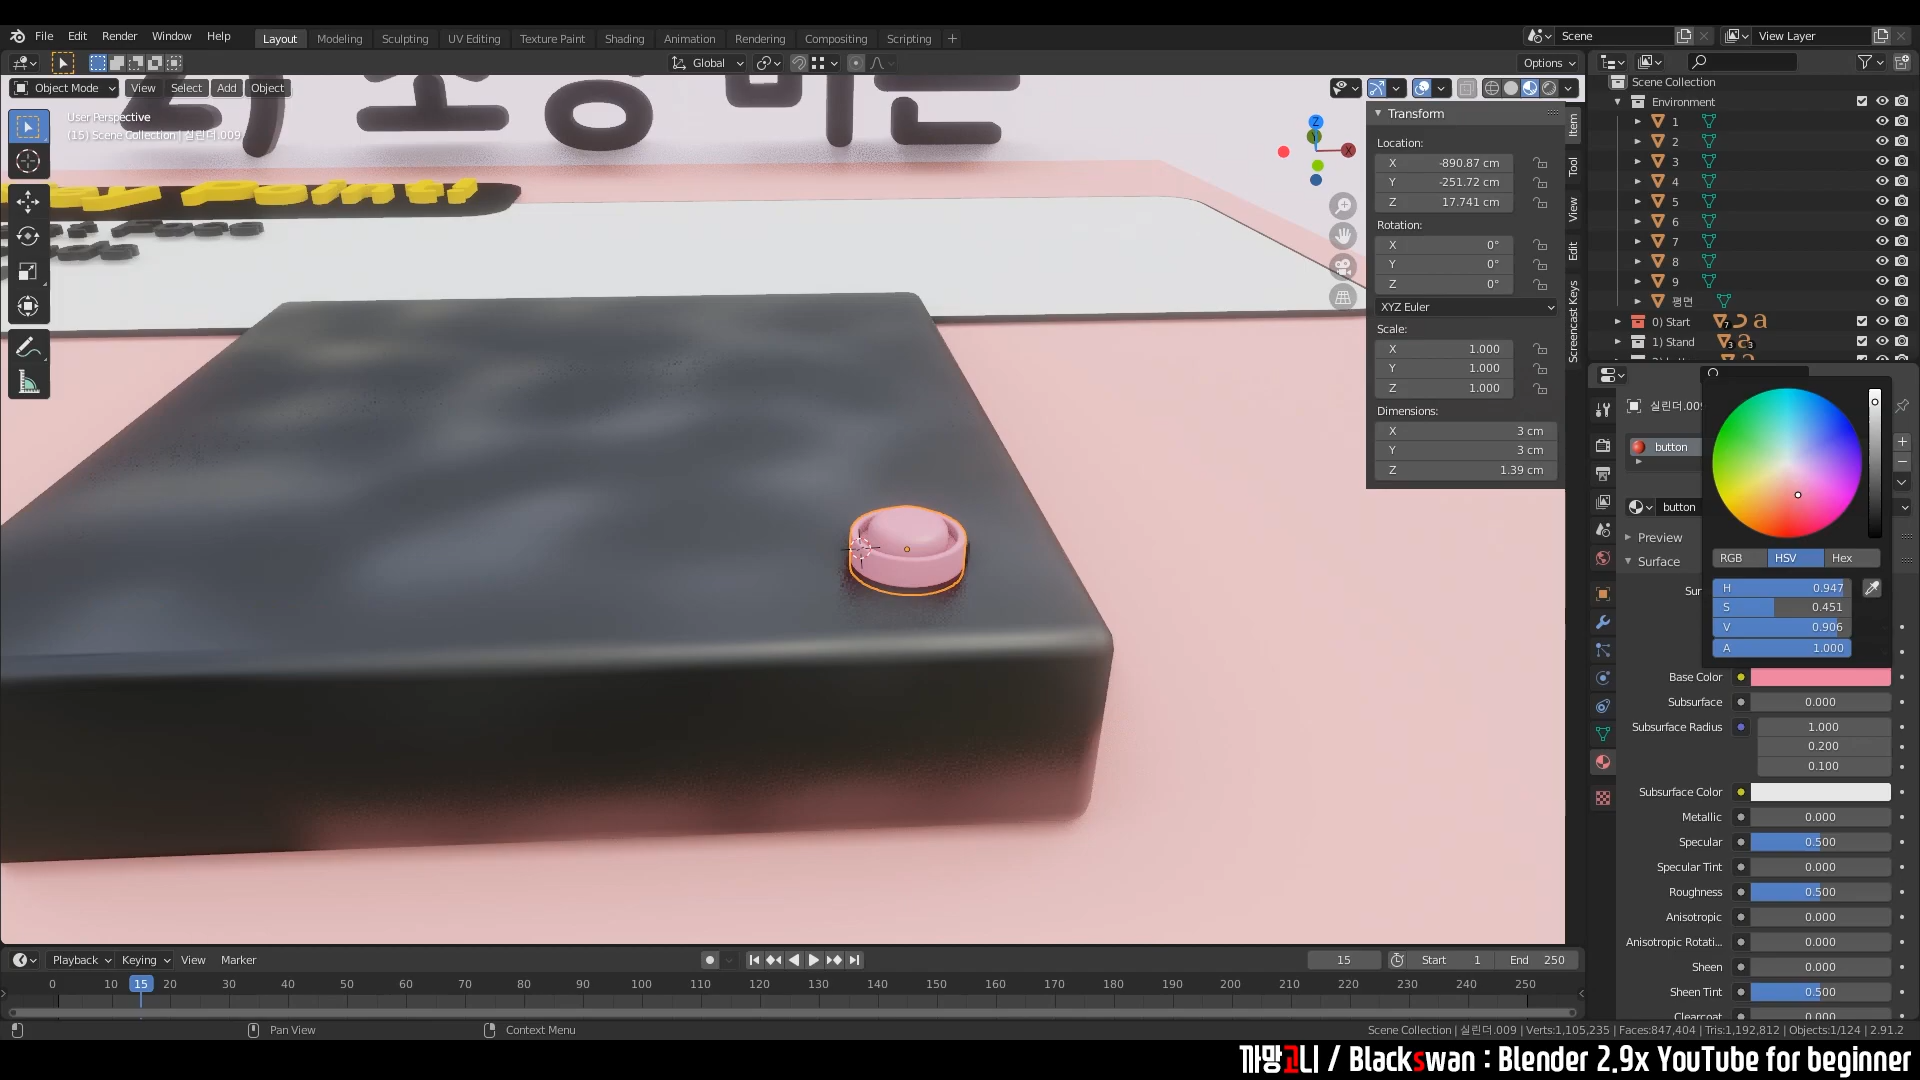 File Edit Render Window Help Layout Modeling Sculpting UV Editing Texture Paint Shading Animation Rendering Compositing Scripting + Scene View Layer
Global Options
Object Mode View Select Add Object
User Perspective
(15) Scene Collection | 실린더.009
Transform
Location:
X -890.87 cm
Y -251.72 cm
Z 17.741 cm
Rotation:
X 0°
Y 0°
Z 0°
XYZ Euler
Scale:
X 1.000
Y 1.000
Z 1.000
Dimensions:
X 3 cm
Y 3 cm
Z 1.39 cm
Item
Tool
View
Edit
Screencast Keys
Z
X
Scene Collection
Environment
1
2
3
4
5
6
7
8
9
평면
0) Start 7 a
1) Stand 3 a 3
실린더.009
button
button
Preview
Surface
RGB HSV Hex
H 0.947
S 0.451
V 0.906
A 1.000
Base Color
Subsurface 0.000
Subsurface Radius 1.000
0.200
0.100
Subsurface Color
Metallic 0.000
Specular 0.500
Specular Tint 0.000
Roughness 0.500
Anisotropic 0.000
Anisotropic Rotati... 0.000
Sheen 0.000
Sheen Tint 0.500
Clearcoat 0.000
Playback Keying View Marker 15 Start 1 End 250
0 10 15 20 30 40 50 60 70 80 90 100 110 120 130 140 150 160 170 180 190 200 210 220 230 240 250
Pan View Context Menu Scene Collection | 실린더.009 | Verts:1,105,235 | Faces:847,404 | Tris:1,192,812 | Objects:1/124 | 2.91.2
까망고니 / Blackswan : Blender 2.9x YouTube for beginner